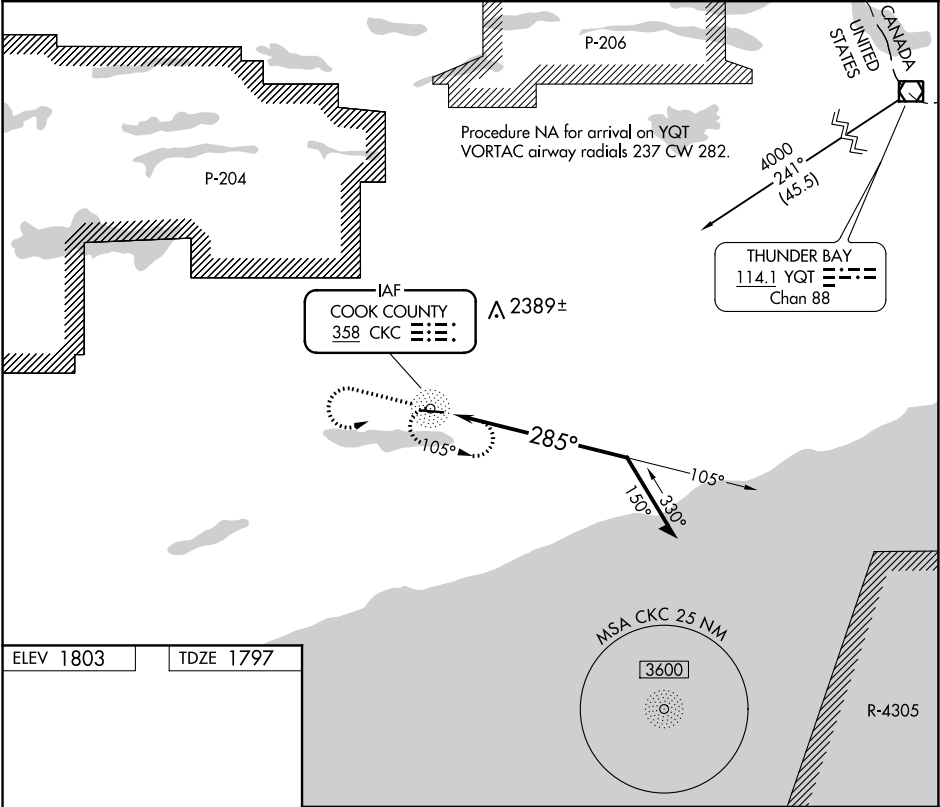 P-206
CANADA
UNITED
STATES
Procedure NA for arrival on YQT
VORTAC airway radials 237 CW 282.
4000
241°
(45.5)
P-204
THUNDER BAY
114.1 YQT
Chan 88
IAF
COOK COUNTY
358 CKC
2389±
285°
105°
105°
150°
330°
MSA CKC 25 NM
3600
R-4305
ELEV 1803
TDZE 1797